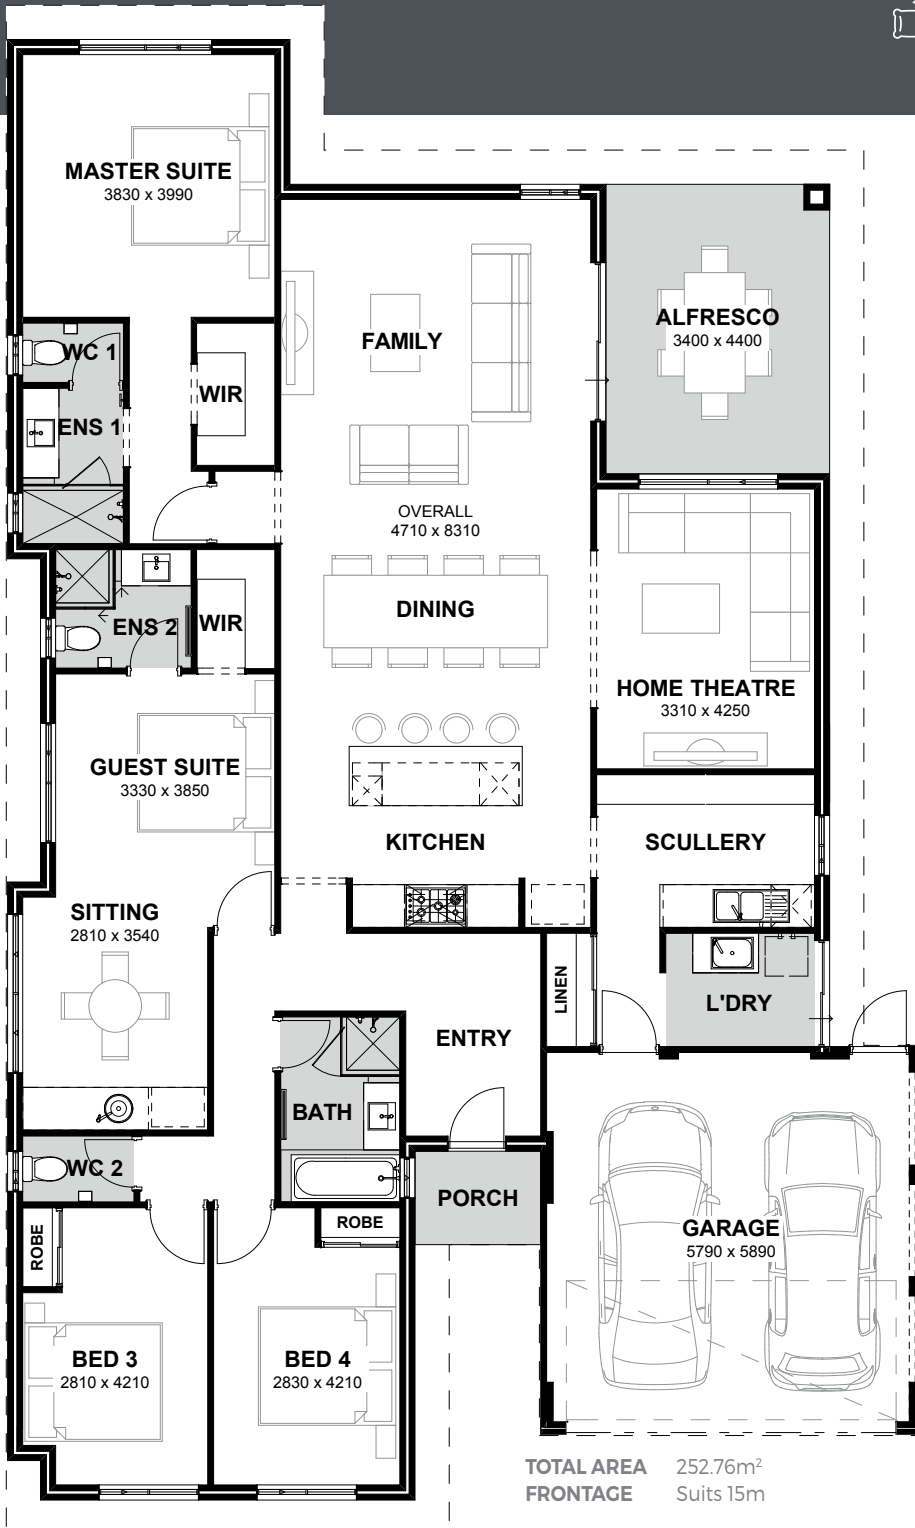 MASTER SUITE
3830 x 3990
WC 1
ENS 1
WIR
FAMILY
ALFRESCO
3400 x 4400
OVERALL
4710 x 8310
DINING
ENS 2
WIR
HOME THEATRE
3310 x 4250
GUEST SUITE
3330 x 3850
KITCHEN
SCULLERY
SITTING
2810 x 3540
LINEN
L'DRY
ENTRY
BATH
WC 2
PORCH
ROBE
ROBE
GARAGE
5790 x 5890
BED 3
2810 x 4210
BED 4
2830 x 4210
TOTAL AREA 252.76m²
FRONTAGE Suits 15m